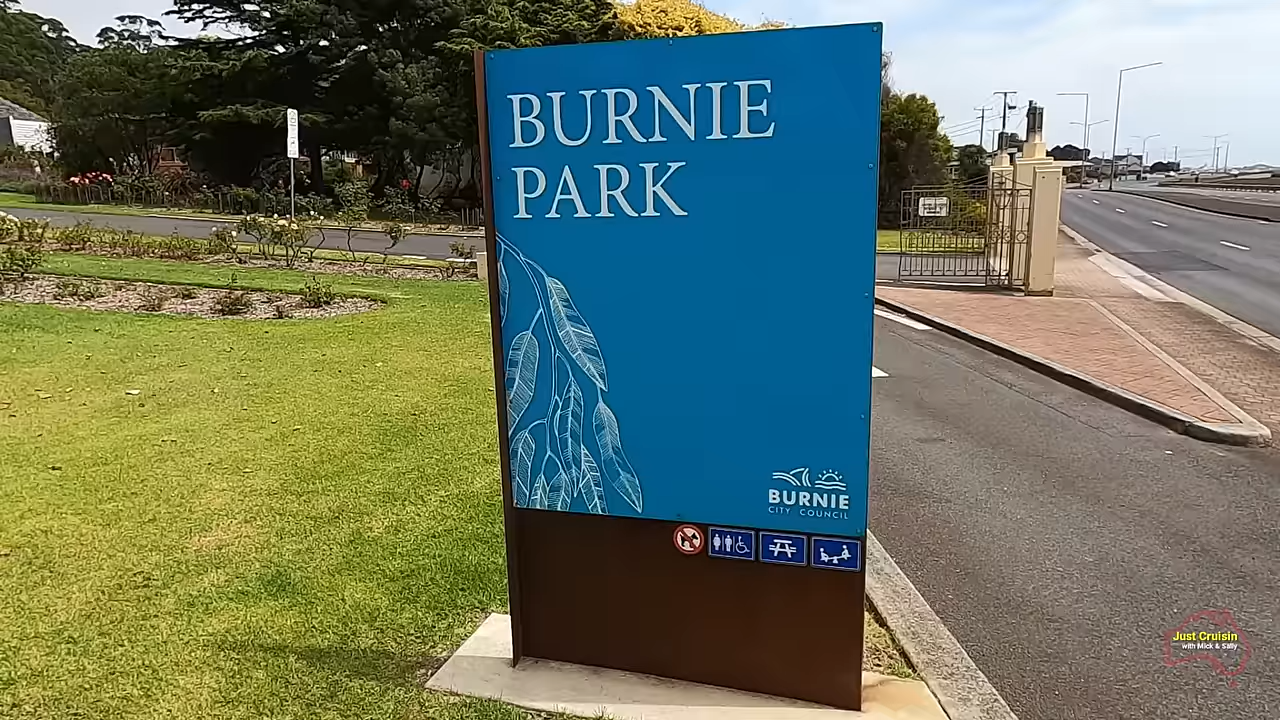 BURNIE
PARK
BURNIE
CITY COUNCIL
Just Cruisin
with Mick & Sally